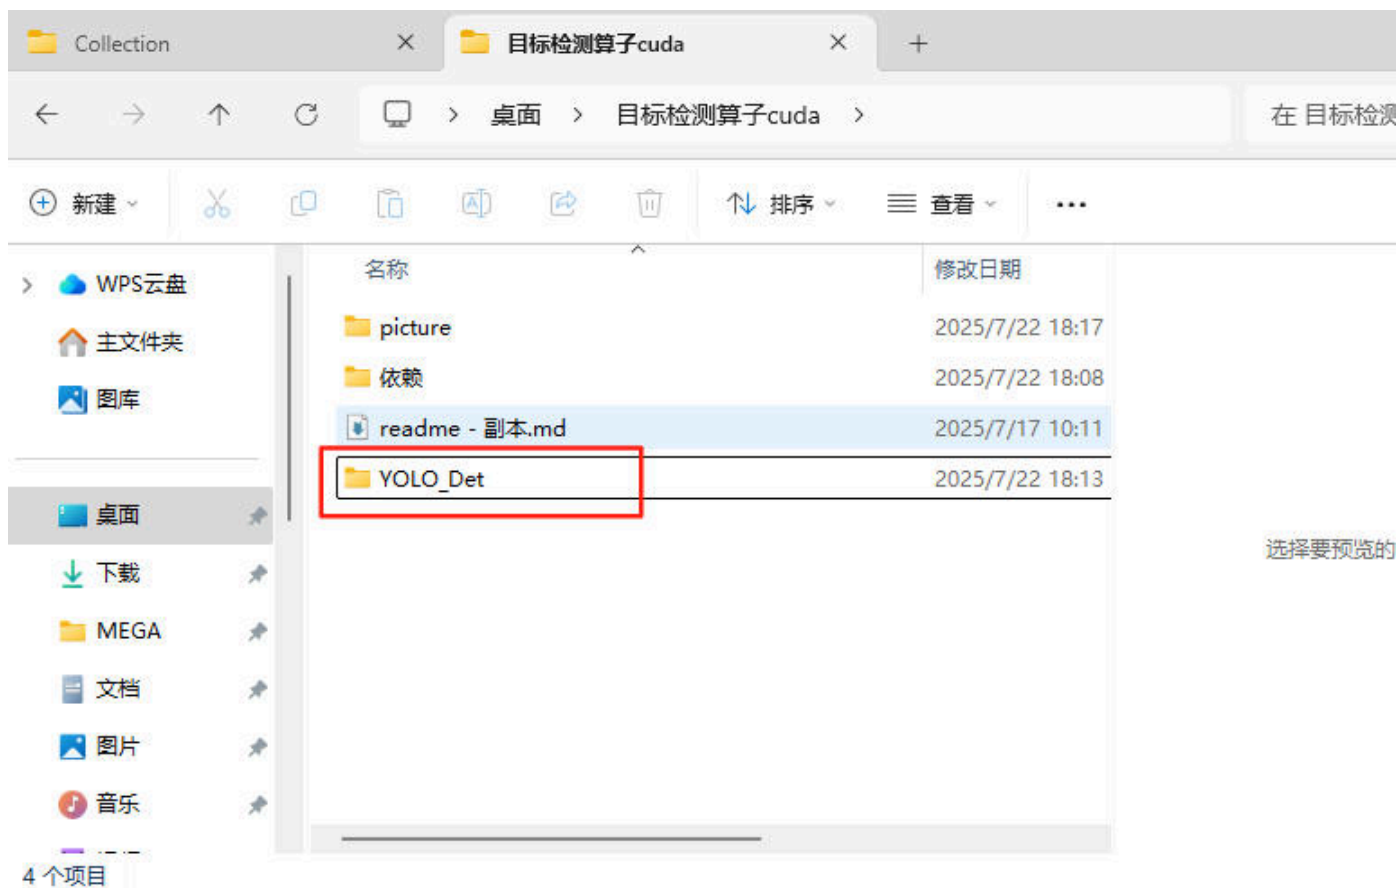 Collection
目标检测算子cuda
桌面 > 目标检测算子cuda >
在 目标检测
新建
排序
查看
名称
修改日期
WPS云盘
主文件夹
图库
桌面
下载
MEGA
文档
图片
音乐
picture 2025/7/22 18:17
依赖 2025/7/22 18:08
readme - 副本.md 2025/7/17 10:11
YOLO_Det 2025/7/22 18:13
选择要预览的
4 个项目